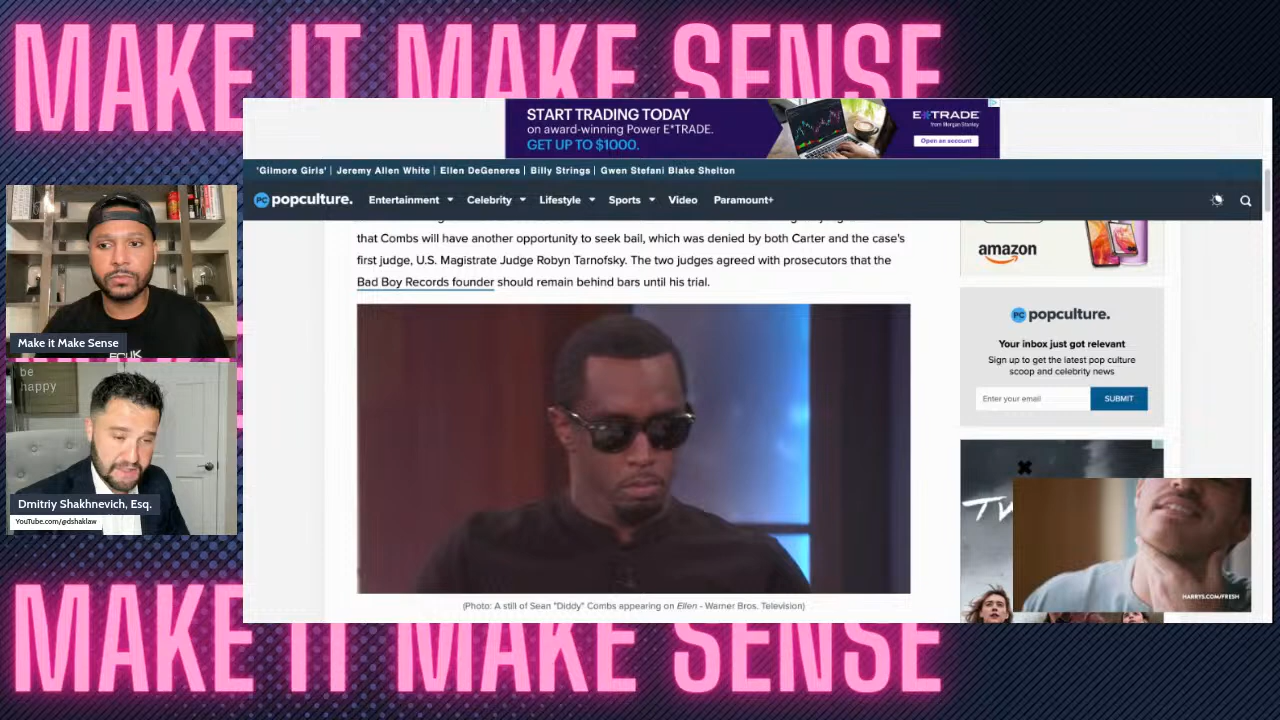 MAKE IT MAKE SENSE
START TRADING TODAY
on award-winning Power E*TRADE.
GET UP TO $1000.
E*TRADE
from Morgan Stanley
Open an account
'Gilmore Girls' | Jeremy Allen White | Ellen DeGeneres | Billy Strings | Gwen Stefani Blake Shelton
PC popculture. Entertainment Celebrity Lifestyle Sports Video Paramount+
that Combs will have another opportunity to seek bail, which was denied by both Carter and the case's
first judge, U.S. Magistrate Judge Robyn Tarnofsky. The two judges agreed with prosecutors that the
Bad Boy Records founder should remain behind bars until his trial.
(Photo: A still of Sean "Diddy" Combs appearing on Ellen - Warner Bros. Television)
amazon
PC popculture.
Your inbox just got relevant
Sign up to get the latest pop culture
scoop and celebrity news
Enter your email SUBMIT
HARRYS.COM/FRESH
Make it Make Sense
be
happy
Dmitriy Shakhnevich, Esq.
YouTube.com/@dshaklaw
MAKE IT MAKE SENSE